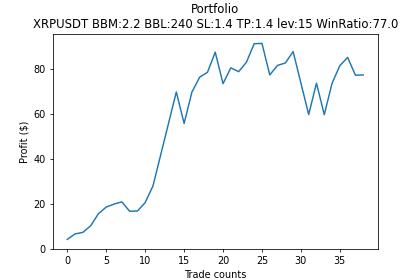 Portfolio
XRPUSDT BBM:2.2 BBL:240 SL:1.4 TP:1.4 lev:15 WinRatio:77.0
80
60
40
20
0
Profit ($)
0 5 10 15 20 25 30 35
Trade counts